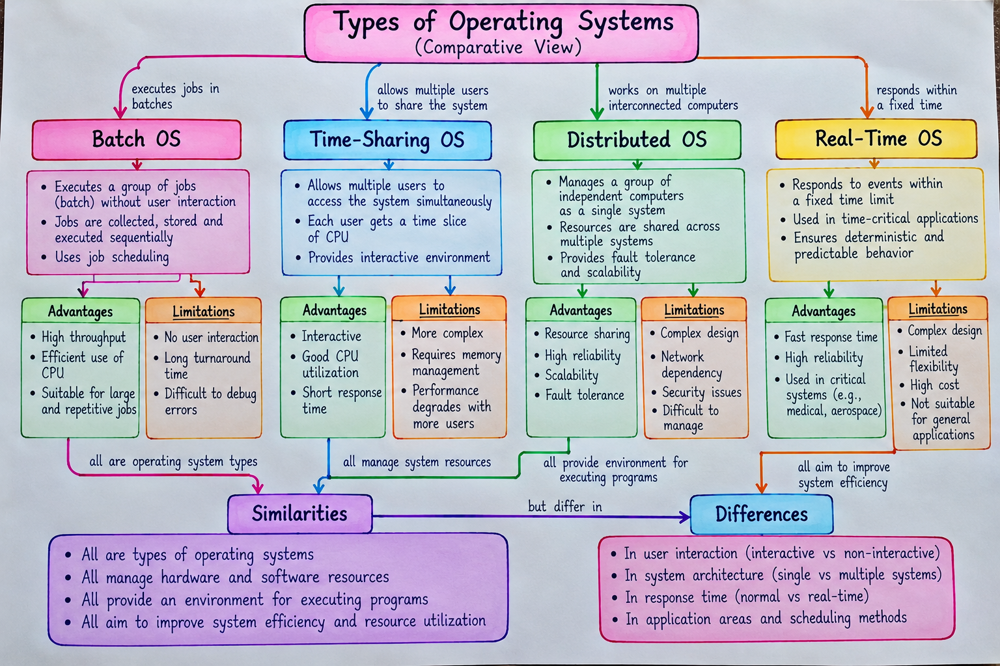 Types of Operating Systems
(Comparative View)
executes jobs in
batches
allows multiple users
to share the system
works on multiple
interconnected computers
responds within
a fixed time
Batch OS
Time-Sharing OS
Distributed OS
Real-Time OS
• Executes a group of jobs
(batch) without user interaction
• Jobs are collected, stored and
executed sequentially
• Uses job scheduling
• Allows multiple users to
access the system simultaneously
• Each user gets a time slice
of CPU
• Provides interactive environment
• Manages a group of
independent computers
as a single system
• Resources are shared across
multiple systems
• Provides fault tolerance
and scalability
• Responds to events within
a fixed time limit
• Used in time-critical applications
• Ensures deterministic and
predictable behavior
Advantages
• High throughput
• Efficient use of
CPU
• Suitable for large
and repetitive jobs
Limitations
• No user interaction
• Long turnaround
time
• Difficult to debug
errors
Advantages
• Interactive
• Good CPU
utilization
• Short response
time
Limitations
• More complex
• Requires memory
management
• Performance
degrades with
more users
Advantages
• Resource sharing
• High reliability
• Scalability
• Fault tolerance
Limitations
• Complex design
• Network
dependency
• Security issues
• Difficult to
manage
Advantages
• Fast response time
• High reliability
• Used in critical
systems (e.g.,
medical, aerospace)
Limitations
• Complex design
• Limited
flexibility
• High cost
• Not suitable
for general
applications
all are operating system types
all manage system resources
all provide environment for
executing programs
all aim to improve
system efficiency
Similarities
but differ in
Differences
• All are types of operating systems
• All manage hardware and software resources
• All provide an environment for executing programs
• All aim to improve system efficiency and resource utilization
• In user interaction (interactive vs non-interactive)
• In system architecture (single vs multiple systems)
• In response time (normal vs real-time)
• In application areas and scheduling methods